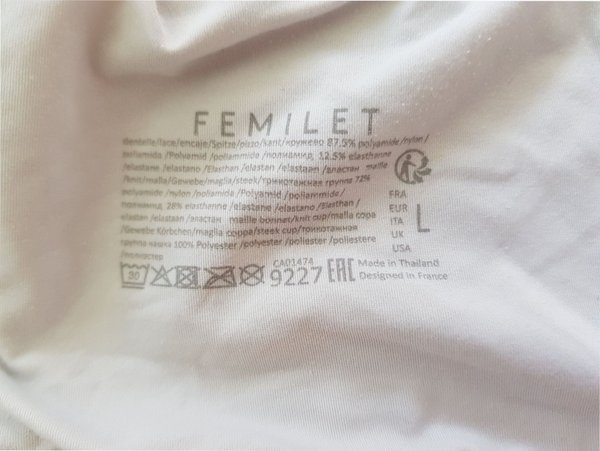 FEMILET
dentelle/lace/encaje/Spitze/pizzo/kant/кружево 87.5% polyamide/nylon/
poliamida /Polyamid /poliammide /полиамид, 12.5% elasthanne
/elastane /elastano /Elasthan /elastan /elastaan /эластан maille
/knit/malla/Gewebe/maglia/steek/трикотажная группа 72%
polyamide /nylon /poliamida /Polyamid /poliammide /
полиамид, 28% elasthanne /elastane /elastano /Elasthan /
elastan /elastaan /эластан maille bonnet/knit cup/malla copa
/Gewebe Körbchen/maglia coppa/steek cup/трикотажная
группа чашка 100% Polyester /polyester /poliester /poliestere
/полиэстер
FRA
EUR
ITA
UK
USA
L
30
CA01474
9227 EAC
Made in Thailand
Designed in France